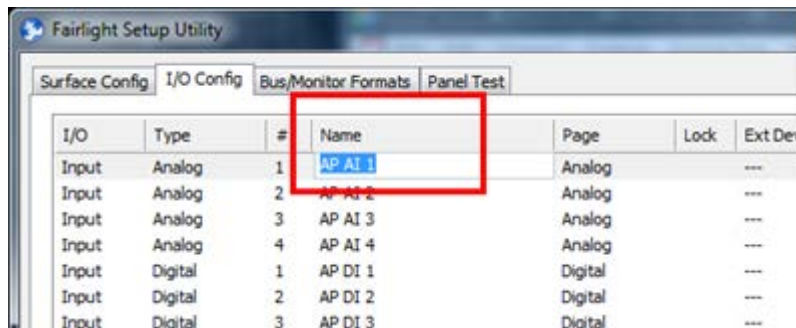 Fairlight Setup Utility
Surface Config I/O Config Bus/Monitor Formats Panel Test
I/O Type # Name Page Lock Ext Dev
Input Analog 1 AP AI 1 Analog ---
Input Analog 2 AP AI 2 Analog ---
Input Analog 3 AP AI 3 Analog ---
Input Analog 4 AP AI 4 Analog ---
Input Digital 1 AP DI 1 Digital ---
Input Digital 2 AP DI 2 Digital ---
Input Digital 3 AP DI 3 Digital ---